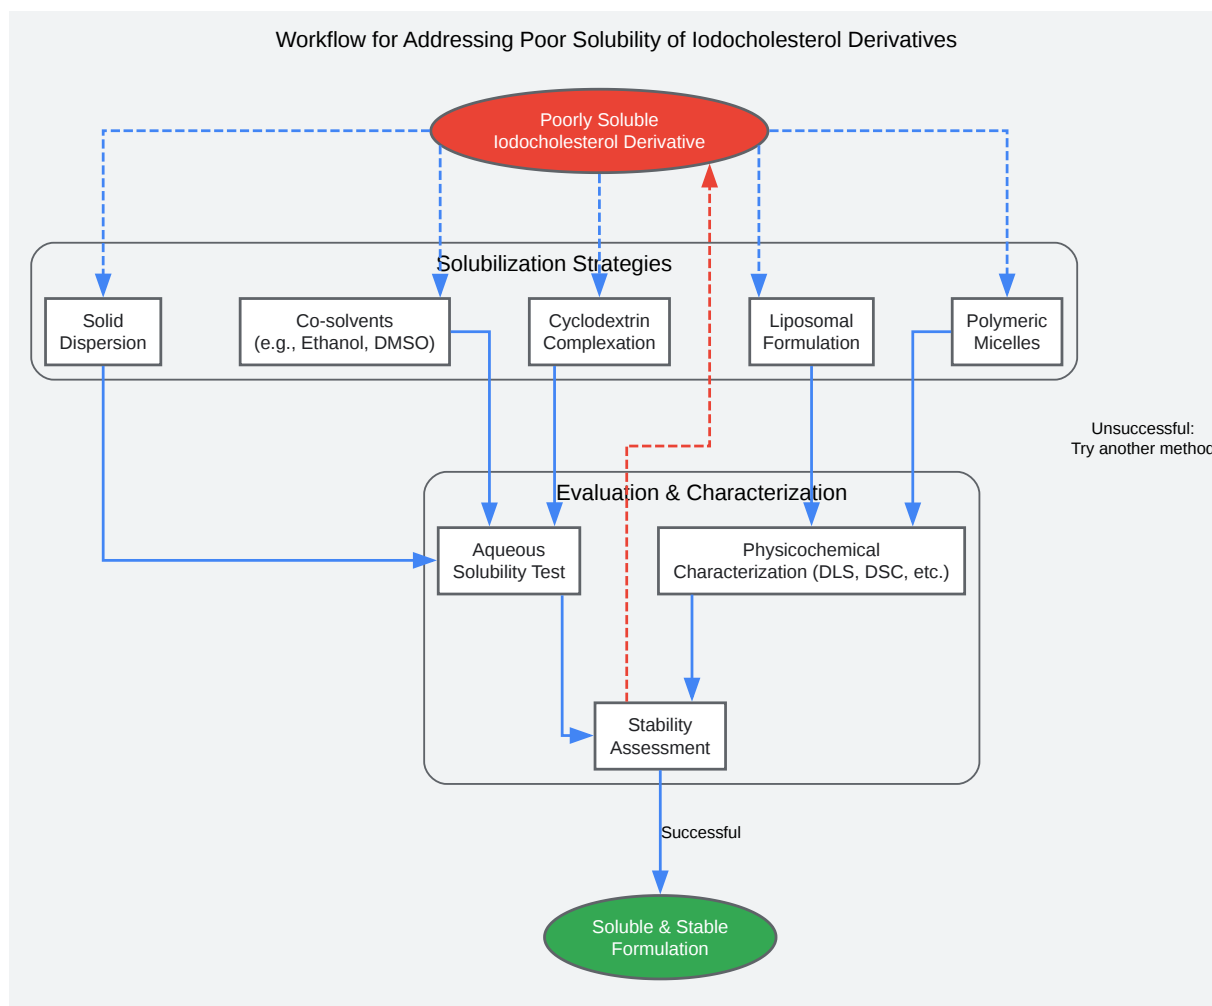 Workflow for Addressing Poor Solubility of Iodocholesterol Derivatives
Poorly Soluble
Iodocholesterol Derivative
Solubilization Strategies
Solid
Dispersion
Co-solvents
(e.g., Ethanol, DMSO)
Cyclodextrin
Complexation
Liposomal
Formulation
Polymeric
Micelles
Unsuccessful:
Try another method
Evaluation & Characterization
Aqueous
Solubility Test
Physicochemical
Characterization (DLS, DSC, etc.)
Stability
Assessment
Successful
Soluble & Stable
Formulation